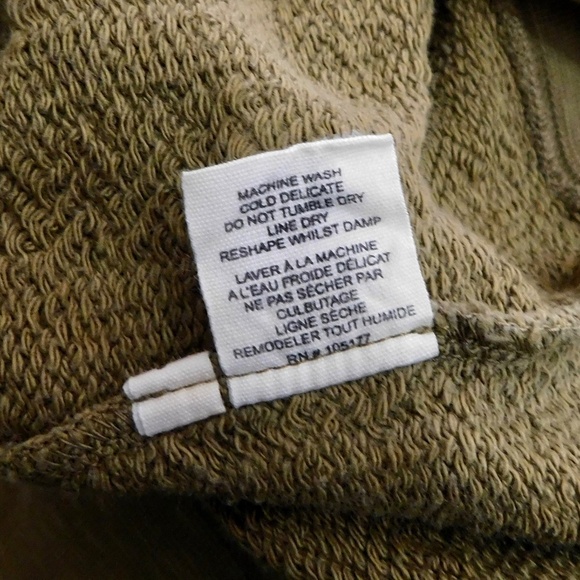 MACHINE WASH
COLD DELICATE
DO NOT TUMBLE DRY
LINE DRY
RESHAPE WHILST DAMP
LAVER À LA MACHINE
A L'EAU FROIDE DÉLICAT
NE PAS SÉCHER PAR
CULBUTAGE
LIGNE SÈCHE
REMODELER TOUT HUMIDE
RN# 105177